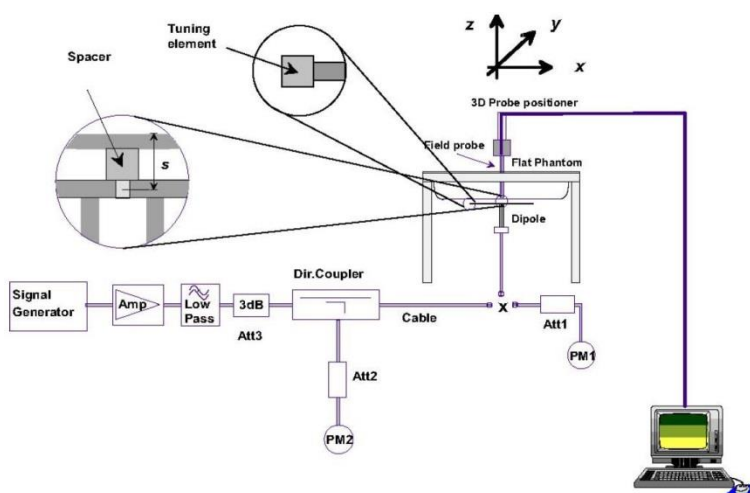 Tuning
element
Spacer
s
z
y
x
3D Probe positioner
Field probe
Flat Phantom
Dipole
Signal
Generator
Amp
Low
Pass
3dB
Att3
Dir.Coupler
Cable
x
Att1
PM1
Att2
PM2